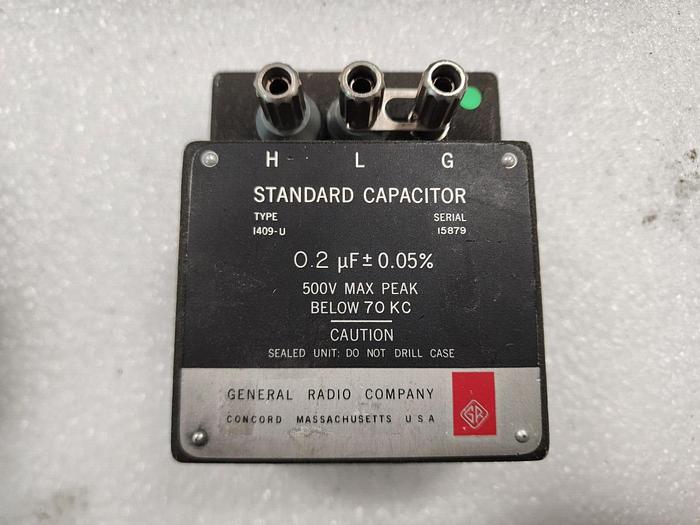 H L G
STANDARD CAPACITOR
TYPE SERIAL
1409-U 15879
0.2 µF ± 0.05%
500V MAX PEAK
BELOW 70 KC
CAUTION
SEALED UNIT: DO NOT DRILL CASE
GENERAL RADIO COMPANY
CONCORD MASSACHUSETTS USA
GR